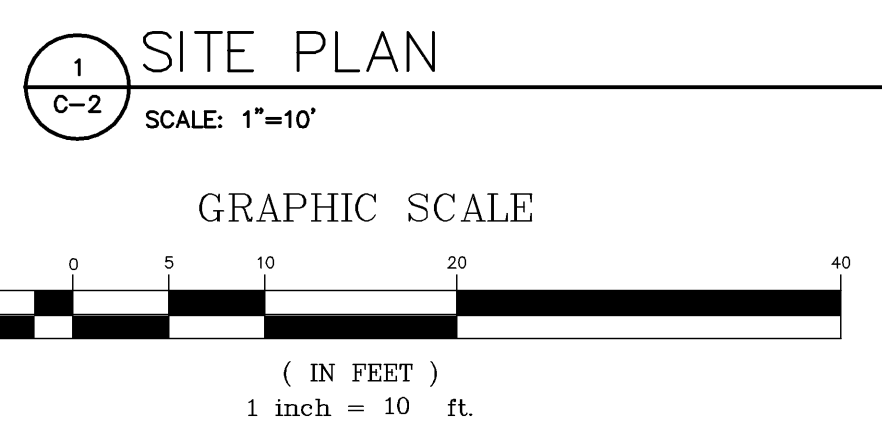 1
SITE PLAN
C-2
SCALE: 1"=10'
GRAPHIC SCALE
0 5 10 20 40
( IN FEET )
1 inch = 10 ft.